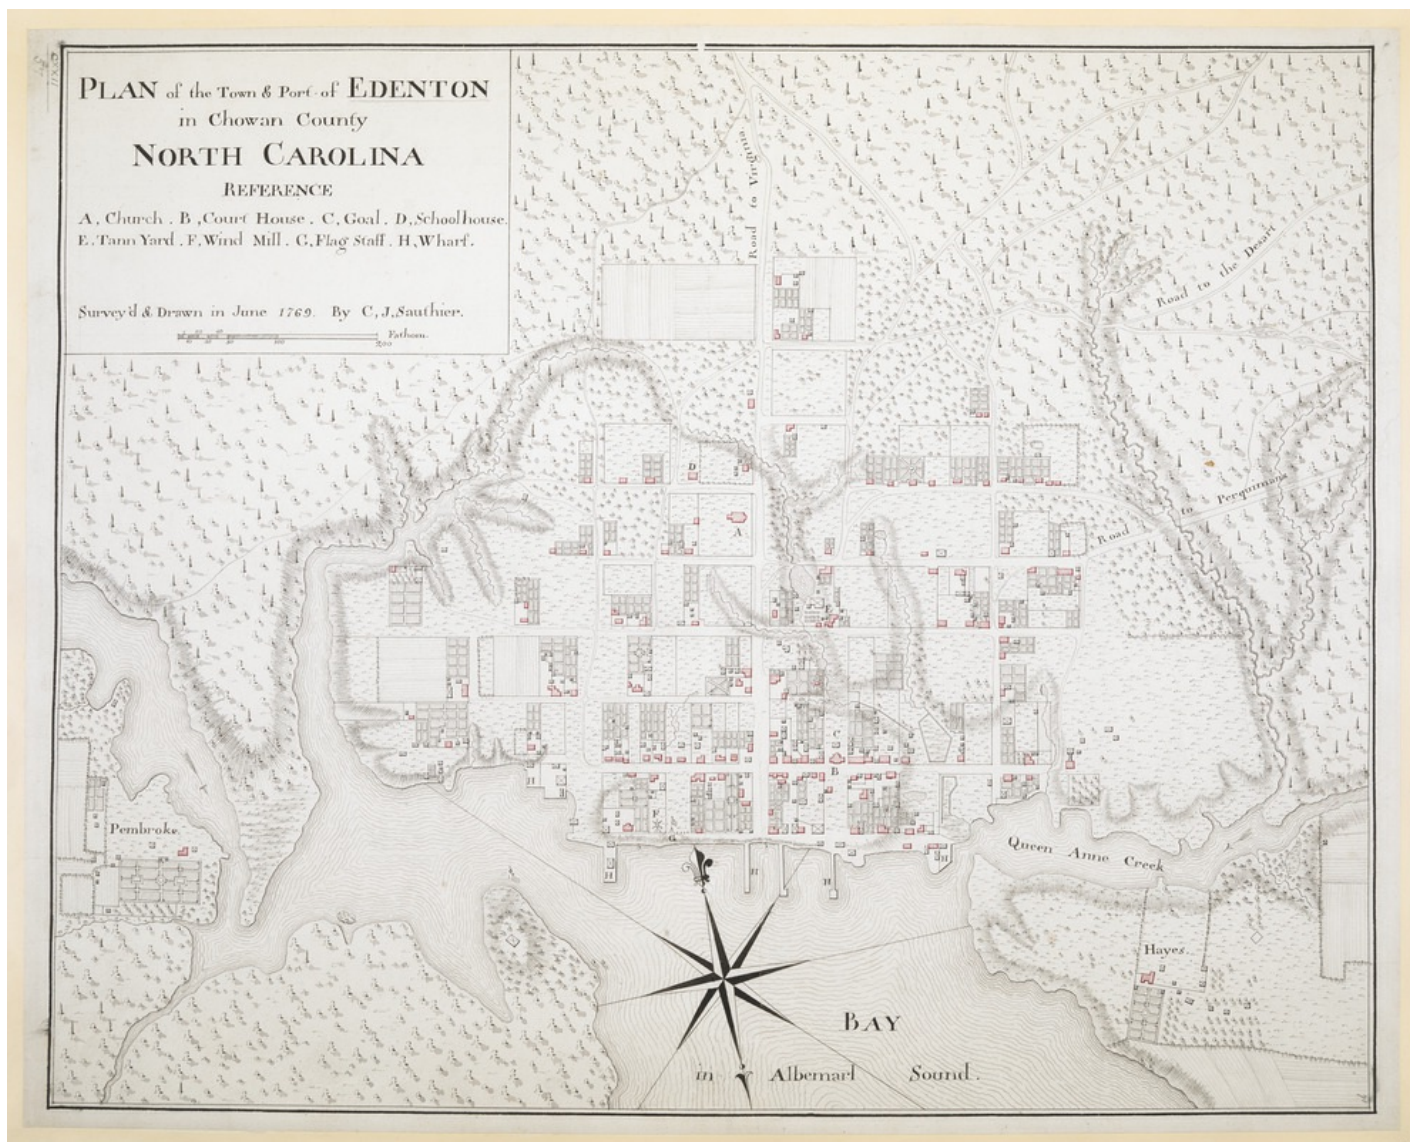 PLAN of the Town & Port of EDENTON
in Chowan County
NORTH CAROLINA
REFERENCE
A, Church . B, Court House . C, Goal . D, Schoolhouse.
E. Tann Yard . F. Wind Mill . G, Flag Staff . H, Wharf.
Survey'd & Drawn in June 1769. By C, J, Sauthier.
Fathom.
100
200
Road to Virginia
Road to the Desart
Road to Perquimans
D
A
C
B
H
F
G
H
H
H
H
Pembroke.
Queen Anne Creek
Hayes.
BAY
in Albemarl Sound.